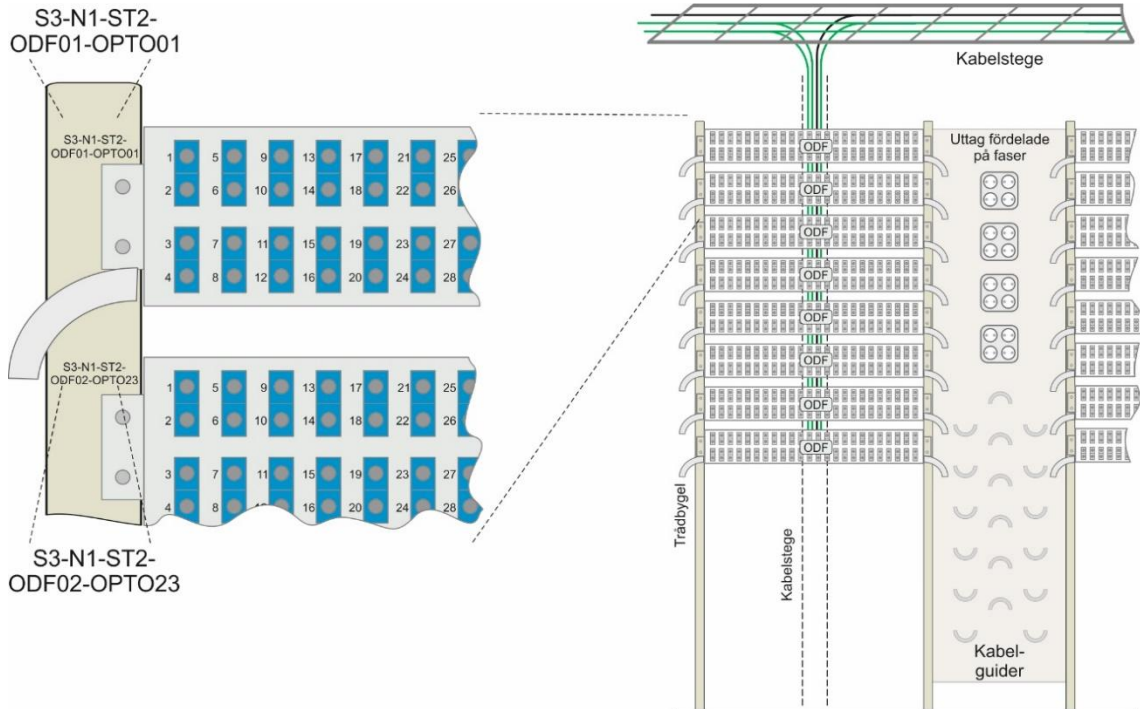 S3-N1-ST2-
ODF01-OPTO01
S3-N1-ST2-
ODF01-OPTO01
1 5 9 13 17 21 25
2 6 10 14 18 22 26
3 7 11 15 19 23 27
4 8 12 16 20 24 28
S3-N1-ST2-
ODF02-OPTO23
1 5 9 13 17 21 25
2 6 10 14 18 22 26
3 7 11 15 19 23 27
4 8 16 20 24 28
S3-N1-ST2-
ODF02-OPTO23
Kabelstege
Uttag fördelade
på faser
ODF
ODF
ODF
ODF
ODF
ODF
ODF
ODF
Trådbygel
Kabelstege
Kabel-
guider